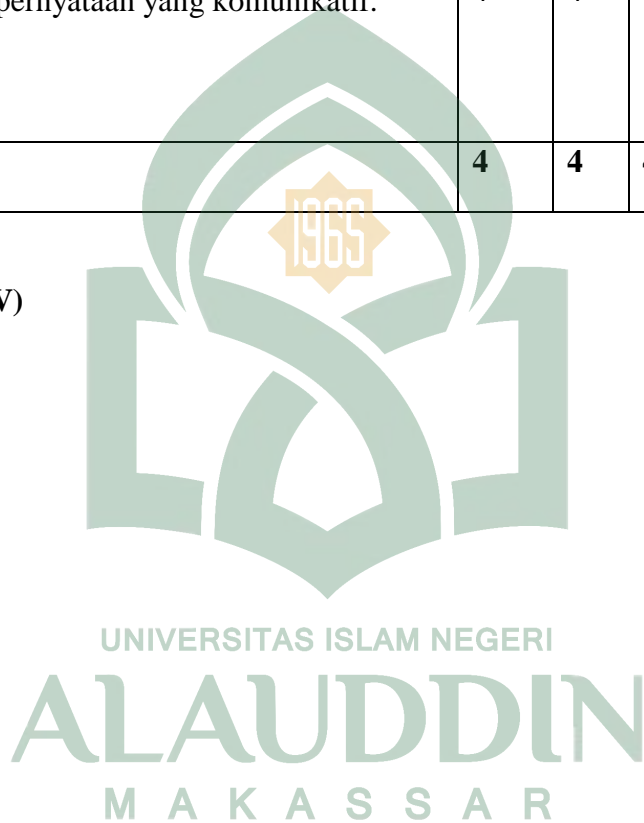 pernyataan yang komunikatif.
4 4
1965
V)
UNIVERSITAS ISLAM NEGERI
ALAUDDIN
MAKASSAR